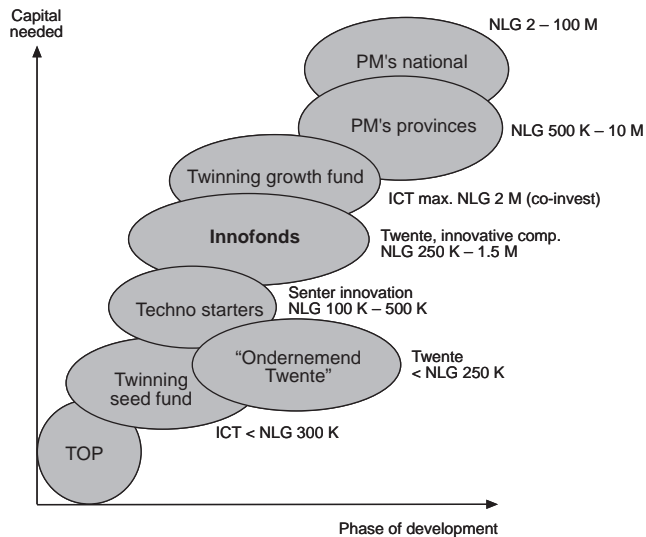 Capital
needed
NLG 2 – 100 M
PM's national
PM's provinces
NLG 500 K – 10 M
Twinning growth fund
ICT max. NLG 2 M (co-invest)
Innofonds
Twente, innovative comp.
NLG 250 K – 1.5 M
Techno starters
Senter innovation
NLG 100 K – 500 K
“Ondernemend
Twente”
Twente
< NLG 250 K
Twinning
seed fund
ICT < NLG 300 K
TOP
Phase of development